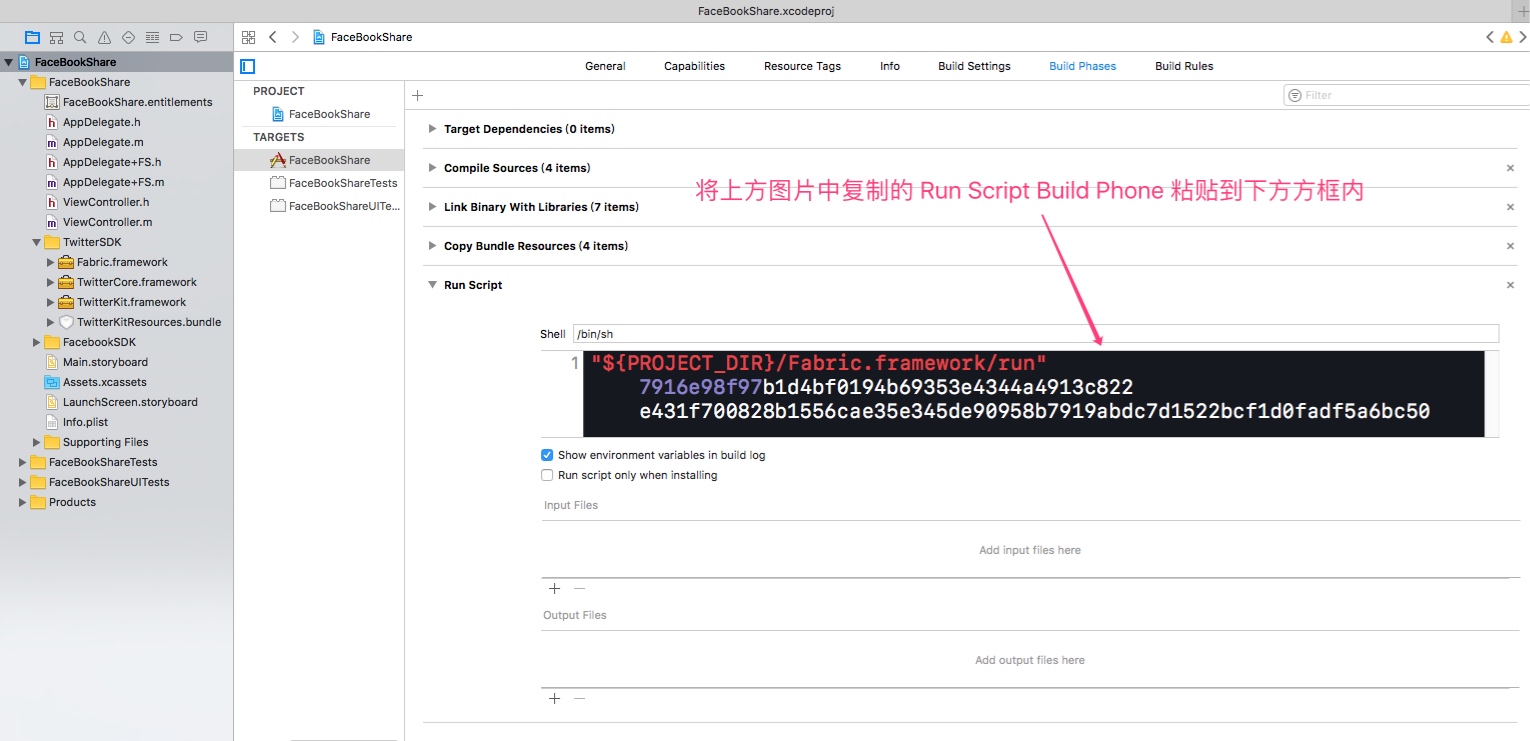 FaceBookShare.xcodeproj
FaceBookShare
General
Capabilities
Resource Tags
Info
Build Settings
Build Phases
Build Rules
FaceBookShare
FaceBookShare
FaceBookShare.entitlements
AppDelegate.h
AppDelegate.m
AppDelegate+FS.h
AppDelegate+FS.m
ViewController.h
ViewController.m
TwitterSDK
Fabric.framework
TwitterCore.framework
TwitterKit.framework
TwitterKitResources.bundle
FacebookSDK
Main.storyboard
Assets.xcassets
LaunchScreen.storyboard
Info.plist
Supporting Files
FaceBookShareTests
FaceBookShareUITests
Products
PROJECT
FaceBookShare
TARGETS
FaceBookShare
FaceBookShareTests
FaceBookShareUITe...
Filter
Target Dependencies (0 items)
Compile Sources (4 items)
将上方图片中复制的 Run Script Build Phone 粘贴到下方方框内
Link Binary With Libraries (7 items)
Copy Bundle Resources (4 items)
Run Script
Shell /bin/sh
1 "${PROJECT_DIR}/Fabric.framework/run"
7916e98f97b1d4bf0194b69353e4344a4913c822
e431f700828b1556cae35e345de90958b7919abdc7d1522bcf1d0fadf5a6bc50
Show environment variables in build log
Run script only when installing
Input Files
Add input files here
Output Files
Add output files here